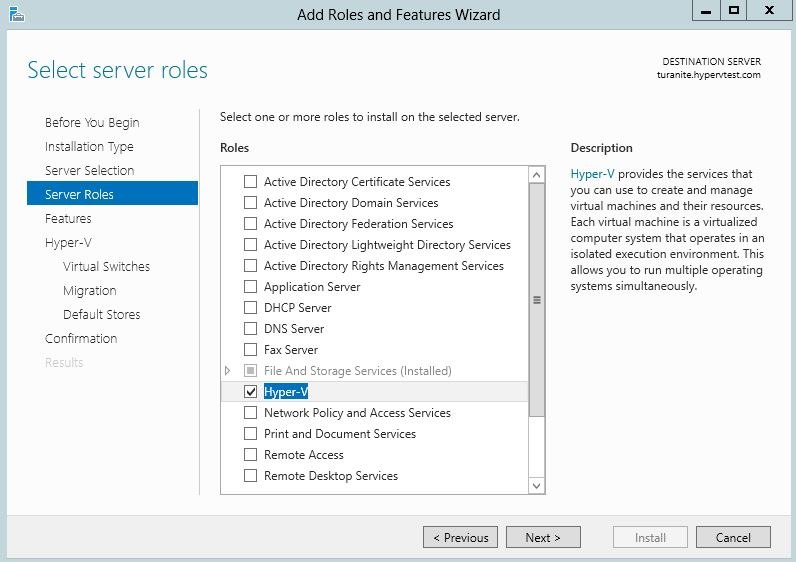 Add Roles and Features Wizard
Select server roles
DESTINATION SERVER
turanite.hypervtest.com
Before You Begin
Installation Type
Server Selection
Server Roles
Features
Hyper-V
Virtual Switches
Migration
Default Stores
Confirmation
Results
Select one or more roles to install on the selected server.
Roles
Active Directory Certificate Services
Active Directory Domain Services
Active Directory Federation Services
Active Directory Lightweight Directory Services
Active Directory Rights Management Services
Application Server
DHCP Server
DNS Server
Fax Server
File And Storage Services (Installed)
Hyper-V
Network Policy and Access Services
Print and Document Services
Remote Access
Remote Desktop Services
Description
Hyper-V provides the services that
you can use to create and manage
virtual machines and their resources.
Each virtual machine is a virtualized
computer system that operates in an
isolated execution environment. This
allows you to run multiple operating
systems simultaneously.
< Previous
Next >
Install
Cancel